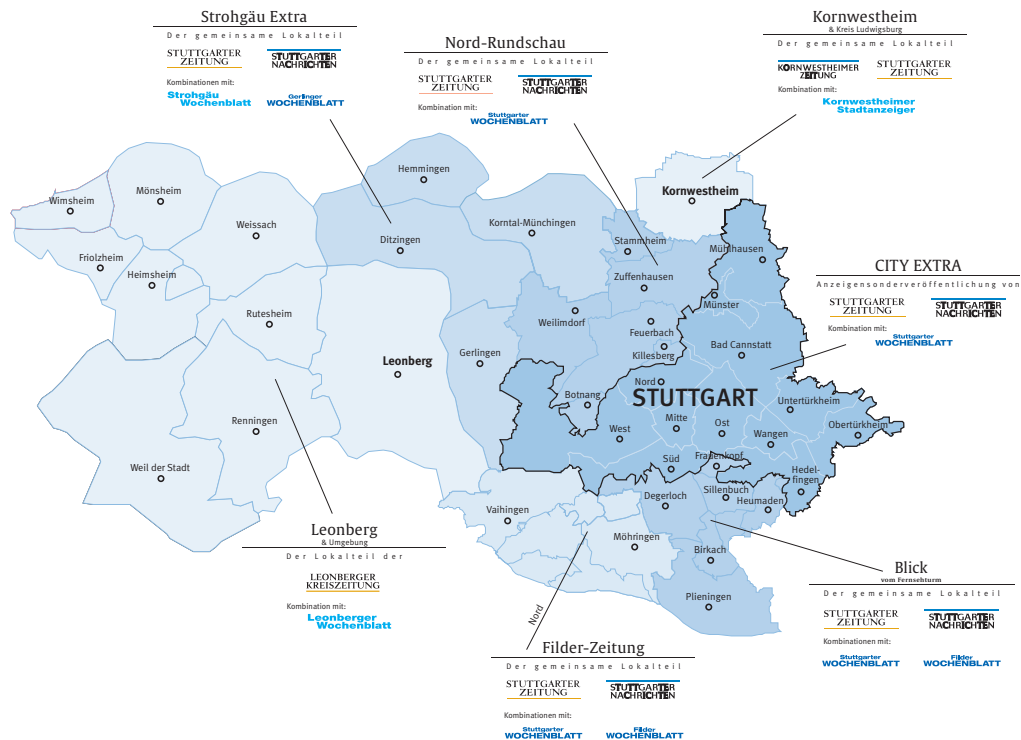 Strohgäu Extra
Der gemeinsame Lokalteil
STUTTGARTER
ZEITUNG
STUTTGARTER
NACHRICHTEN
Kombinationen mit:
Strohgäu
Wochenblatt
Gerlinger
WOCHENBLATT
Nord-Rundschau
Der gemeinsame Lokalteil
STUTTGARTER
ZEITUNG
STUTTGARTER
NACHRICHTEN
Kombination mit:
Stuttgarter
WOCHENBLATT
Kornwestheim
& Kreis Ludwigsburg
Der gemeinsame Lokalteil
KORNWESTHEIMER
ZEITUNG
STUTTGARTER
ZEITUNG
Kombination mit:
Kornwestheimer
Stadtanzeiger
Hemmingen
Mönsheim
Wimsheim
Kornwestheim
Weissach
Korntal-Münchingen
Ditzingen
Stammheim
Mühlhausen
Friolzheim
Heimsheim
Zuffenhausen
CITY EXTRA
Anzeigensonderveröffentlichung von
STUTTGARTER
ZEITUNG
STUTTGARTER
NACHRICHTEN
Kombination mit:
Stuttgarter
WOCHENBLATT
Münster
Rutesheim
Weilimdorf
Feuerbach
Bad Cannstatt
Killesberg
Gerlingen
Leonberg
Nord
STUTTGART
Botnang
Untertürkheim
Renningen
Mitte
Ost
West
Obertürkheim
Wangen
Weil der Stadt
Süd
Frauenkopf
Hedel-
fingen
Degerloch
Sillenbuch
Heumaden
Vaihingen
Möhringen
Birkach
Plieningen
Nord
Leonberg
& Umgebung
Der Lokalteil der
LEONBERGER
KREISZEITUNG
Kombination mit:
Leonberger
Wochenblatt
Blick
vom Fernsehturm
Der gemeinsame Lokalteil
STUTTGARTER
ZEITUNG
STUTTGARTER
NACHRICHTEN
Kombinationen mit:
Stuttgarter
WOCHENBLATT
Filder
WOCHENBLATT
Filder-Zeitung
Der gemeinsame Lokalteil
STUTTGARTER
ZEITUNG
STUTTGARTER
NACHRICHTEN
Kombinationen mit:
Stuttgarter
WOCHENBLATT
Filder
WOCHENBLATT